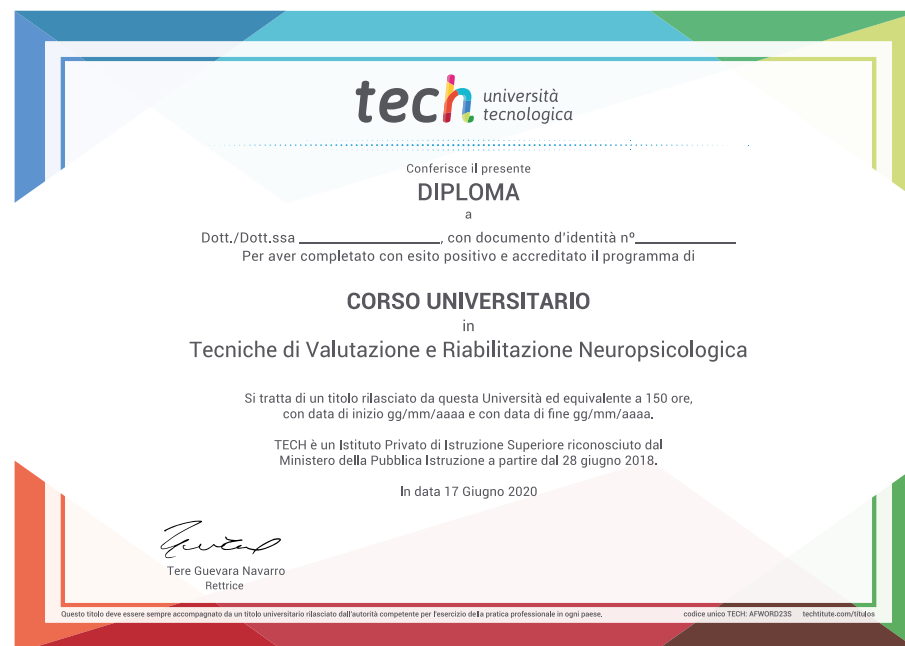 tech università
tecnologica
Conferisce il presente
DIPLOMA
a
Dott./Dott.ssa ________________, con documento d'identità nº____________
Per aver completato con esito positivo e accreditato il programma di
CORSO UNIVERSITARIO
in
Tecniche di Valutazione e Riabilitazione Neuropsicologica
Si tratta di un titolo rilasciato da questa Università ed equivalente a 150 ore,
con data di inizio gg/mm/aaaa e con data di fine gg/mm/aaaa.
TECH è un Istituto Privato di Istruzione Superiore riconosciuto dal
Ministero della Pubblica Istruzione a partire dal 28 giugno 2018.
In data 17 Giugno 2020
Tere Guevara Navarro
Rettrice
Questo titolo deve essere sempre accompagnato da un titolo universitario rilasciato dall'autorità competente per l'esercizio della pratica professionale in ogni paese. codice unico TECH: AFWORD23S techtitute.com/títulos